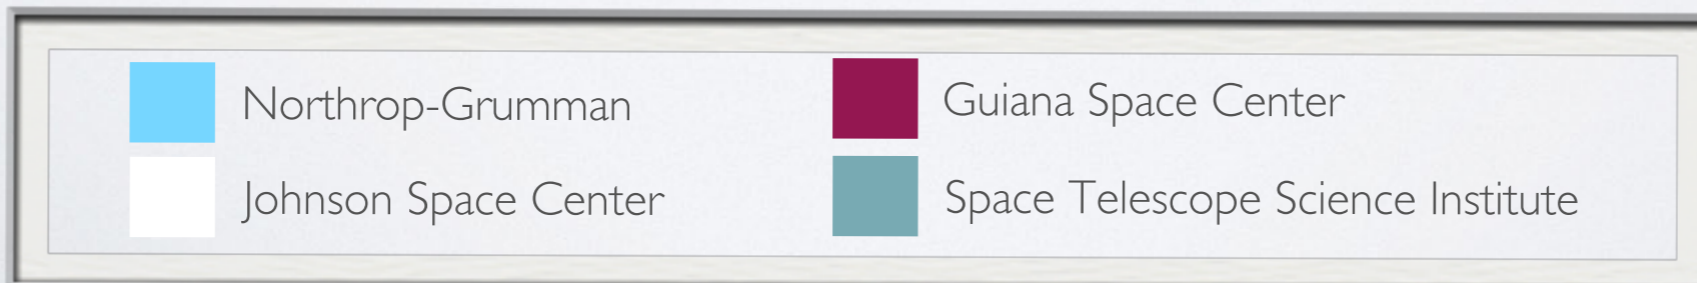 Northrop-Grumman
Guiana Space Center
Johnson Space Center
Space Telescope Science Institute